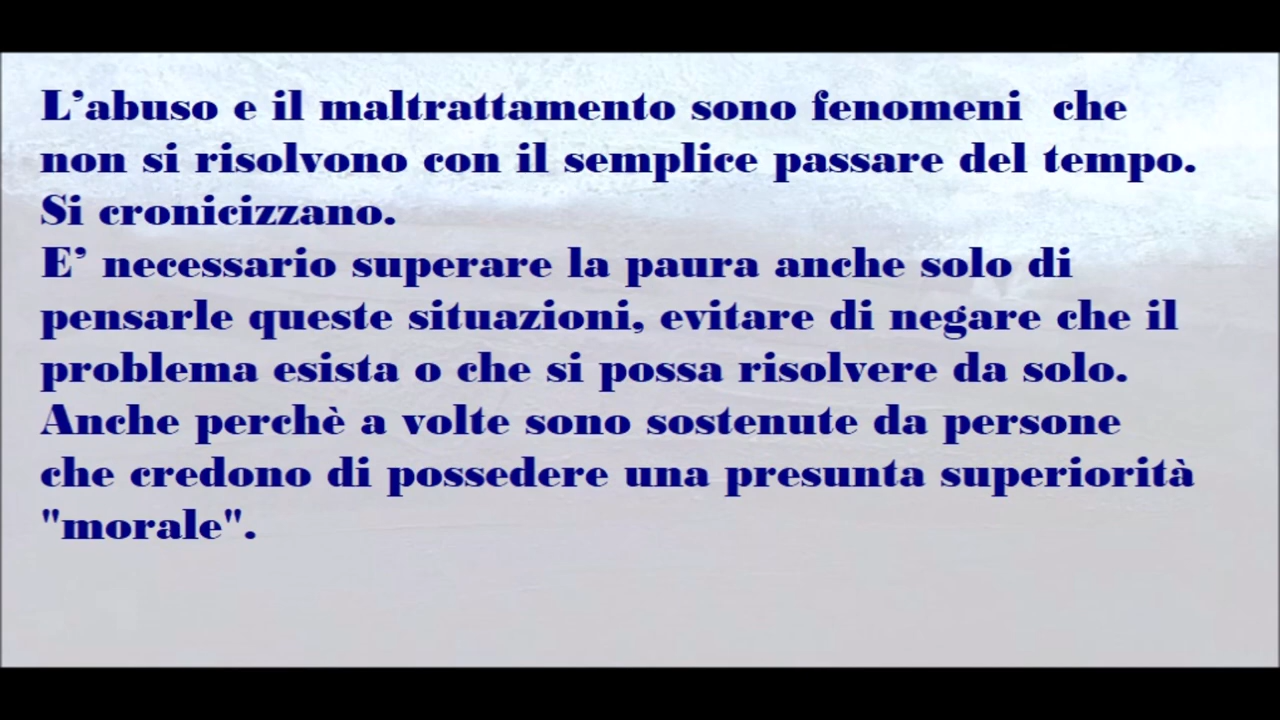 L’abuso e il maltrattamento sono fenomeni  che
non si risolvono con il semplice passare del tempo.
Si cronicizzano.
E’ necessario superare la paura anche solo di
pensarle queste situazioni, evitare di negare che il
problema esista o che si possa risolvere da solo.
Anche perchè a volte sono sostenute da persone
che credono di possedere una presunta superiorità
"morale".